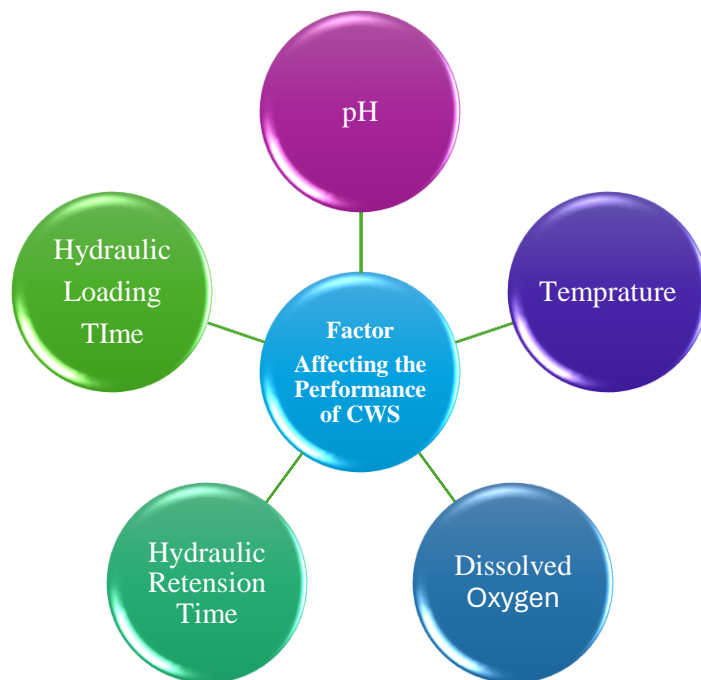 pH
Hydraulic
Loading
TIme
Temprature
Factor
Affecting the
Performance
of CWS
Hydraulic
Retension
Time
Dissolved
Oxygen